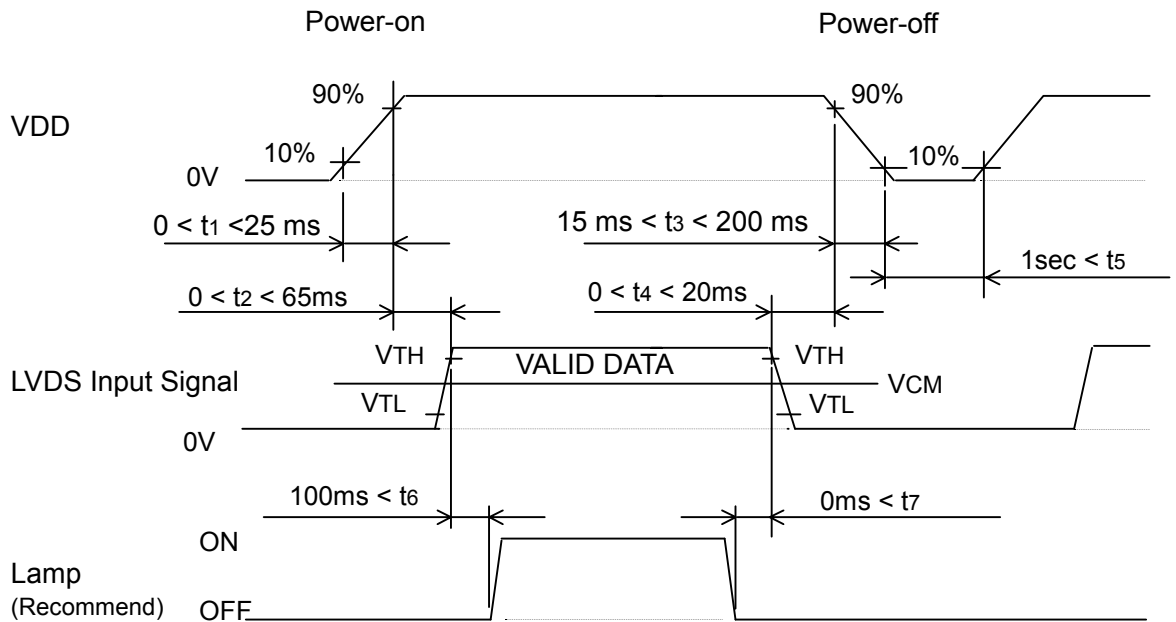 Power-on
Power-off
VDD
90%
90%
10%
10%
0V
0 < t1 <25 ms
15 ms < t3 < 200 ms
1sec < t5
0 < t2 < 65ms
0 < t4 < 20ms
VTH
VALID DATA
VTH
LVDS Input Signal
VCM
VTL
VTL
0V
100ms < t6
0ms < t7
ON
Lamp
(Recommend)
OFF